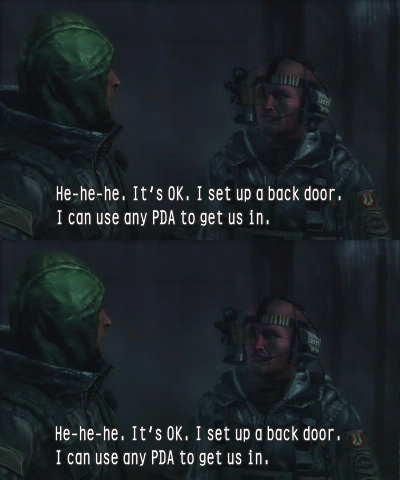 He-he-he. It's OK. I set up a back door.
I can use any PDA to get us in.
He-he-he. It's OK. I set up a back door.
I can use any PDA to get us in.